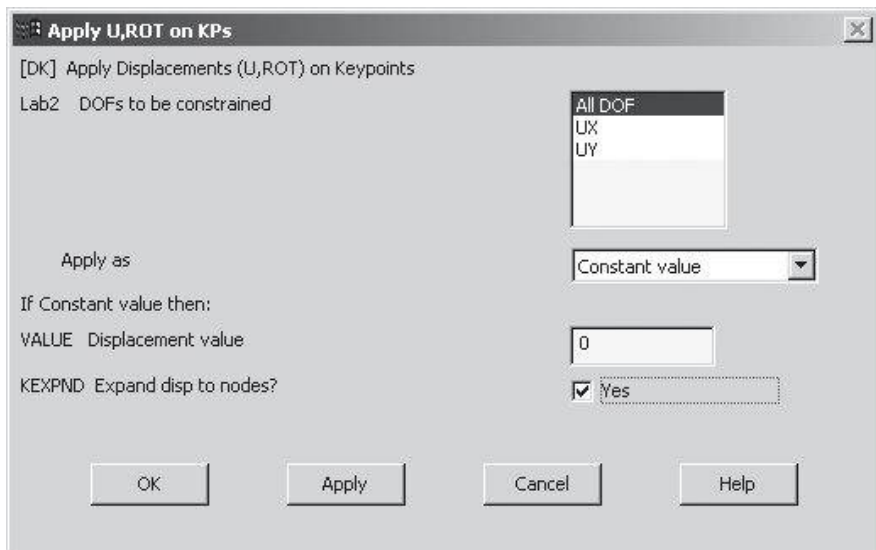 Apply U,ROT on KPs
[DK] Apply Displacements (U,ROT) on Keypoints
Lab2 DOFs to be constrained
All DOF
UX
UY
Apply as
Constant value
If Constant value then:
VALUE Displacement value
0
KEXPND Expand disp to nodes?
Yes
OK
Apply
Cancel
Help